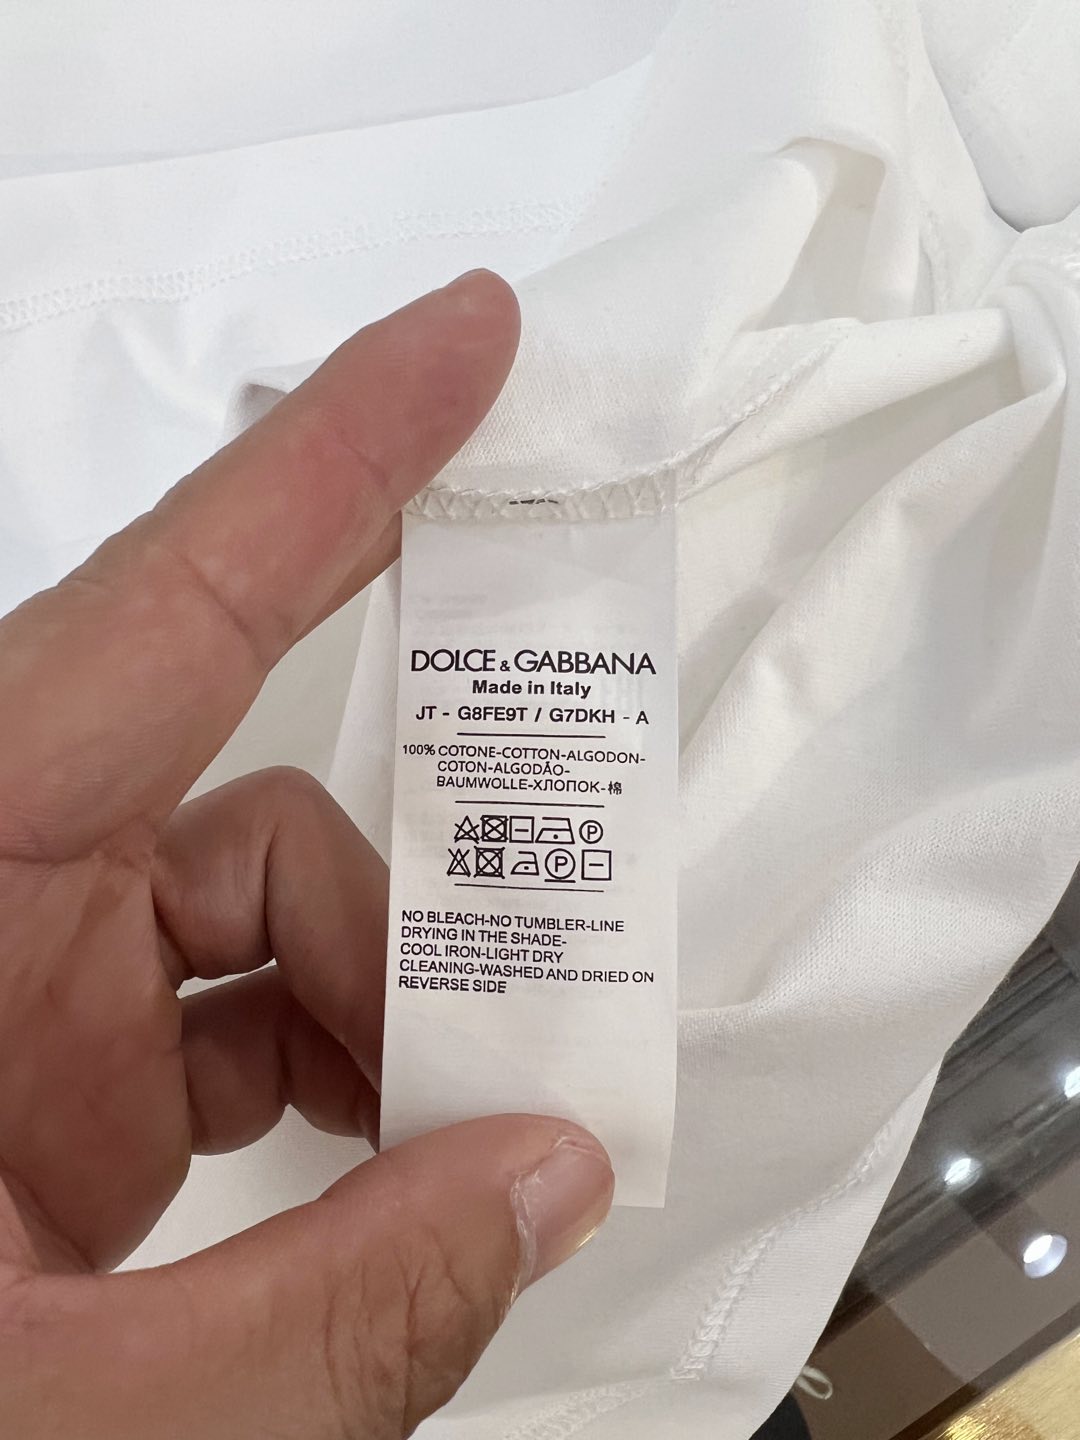 DOLCE & GABBANA
Made in Italy
JT - G8FE9T / G7DKH - A
100% COTONE-COTTON-ALGODON-
COTON-ALGODÃO-
BAUMWOLLE-ХЛОПОК-棉
P
P
NO BLEACH-NO TUMBLER-LINE
DRYING IN THE SHADE-
COOL IRON-LIGHT DRY
CLEANING-WASHED AND DRIED ON
REVERSE SIDE